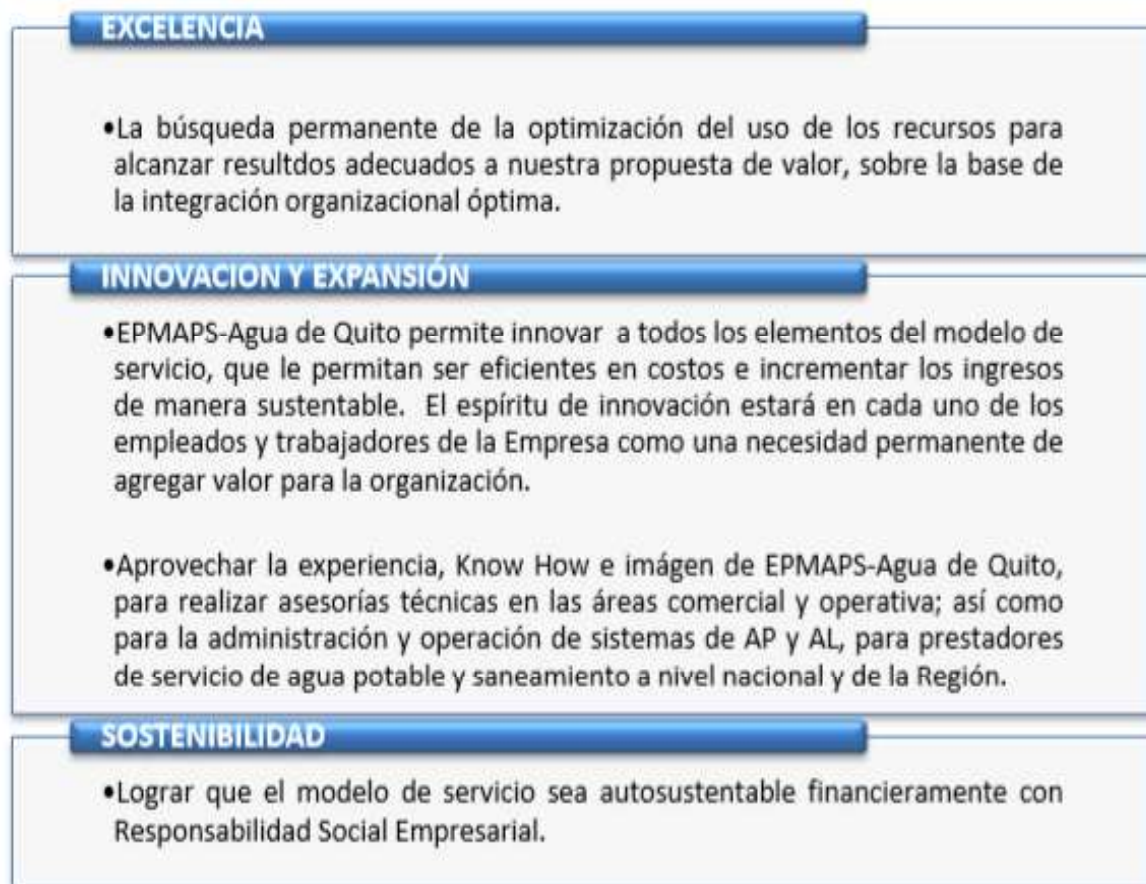 EXCELENCIA
•La búsqueda permanente de la optimización del uso de los recursos para
alcanzar resultdos adecuados a nuestra propuesta de valor, sobre la base de
la integración organizacional óptima.
INNOVACION Y EXPANSIÓN
•EPMAPS-Agua de Quito permite innovar a todos los elementos del modelo de
servicio, que le permitan ser eficientes en costos e incrementar los ingresos
de manera sustentable. El espíritu de innovación estará en cada uno de los
empleados y trabajadores de la Empresa como una necesidad permanente de
agregar valor para la organización.
•Aprovechar la experiencia, Know How e imágen de EPMAPS-Agua de Quito,
para realizar asesorías técnicas en las áreas comercial y operativa; así como
para la administración y operación de sistemas de AP y AL, para prestadores
de servicio de agua potable y saneamiento a nivel nacional y de la Región.
SOSTENIBILIDAD
•Lograr que el modelo de servicio sea autosustentable financieramente con
Responsabilidad Social Empresarial.